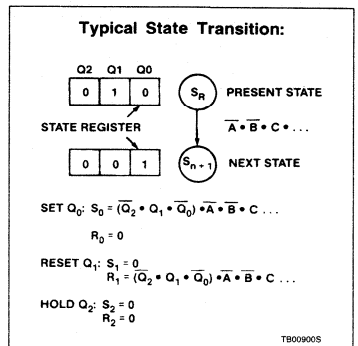 Typical State Transition:
Q2 Q1 Q0
0 1 0
S_R
PRESENT STATE
STATE REGISTER
A̅ • B̅ • C • ...
0 0 1
S_{n + 1}
NEXT STATE
SET Q₀: S₀ = (Q̅₂ • Q₁ • Q̅₀) • A̅ • B̅ • C ...
R₀ = 0
RESET Q₁: S₁ = 0
R₁ = (Q̅₂ • Q₁ • Q̅₀) • A̅ • B̅ • C ...
HOLD Q₂: S₂ = 0
R₂ = 0
TB00900S